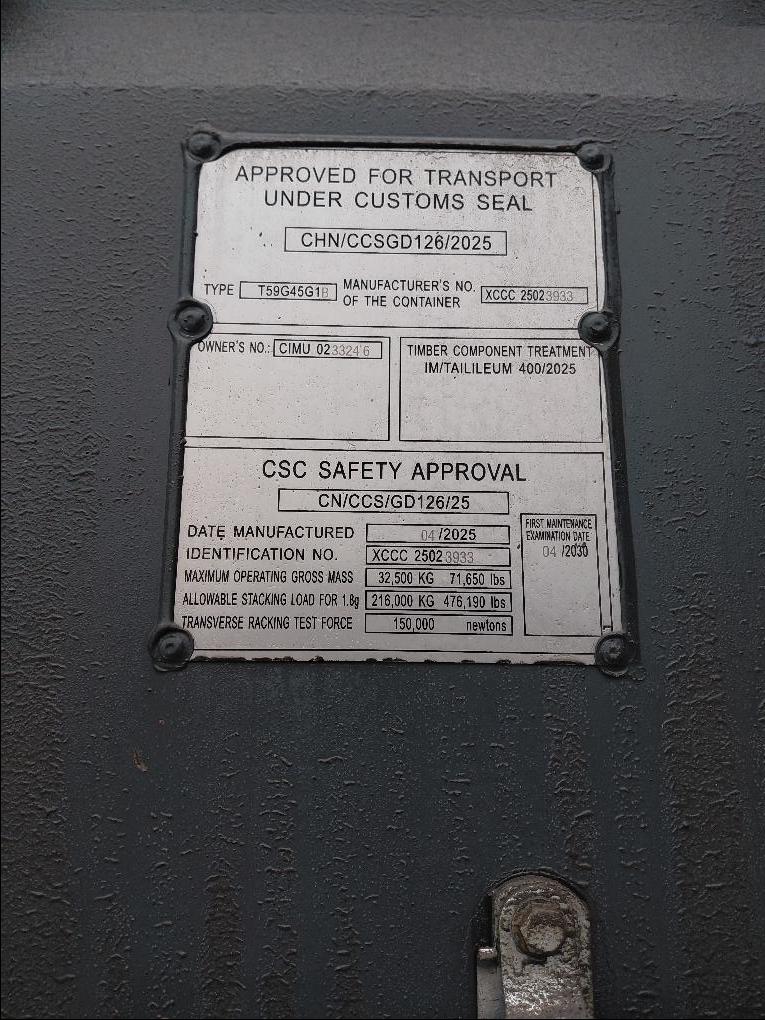 APPROVED FOR TRANSPORT
UNDER CUSTOMS SEAL
CHN/CCSGD126/2025
TYPE T59G45G1B MANUFACTURER'S NO. OF THE CONTAINER XCCC 25023933
OWNER'S NO.: CIMU 023324 6
TIMBER COMPONENT TREATMENT
IM/TAILILEUM 400/2025
CSC SAFETY APPROVAL
CN/CCS/GD126/25
DATE MANUFACTURED 04/2025
IDENTIFICATION NO. XCCC 25023933
MAXIMUM OPERATING GROSS MASS 32,500 KG 71,650 lbs
ALLOWABLE STACKING LOAD FOR 1.8g 216,000 KG 476,190 lbs
TRANSVERSE RACKING TEST FORCE 150,000 newtons
FIRST MAINTENANCE
EXAMINATION DATE
04 /2030